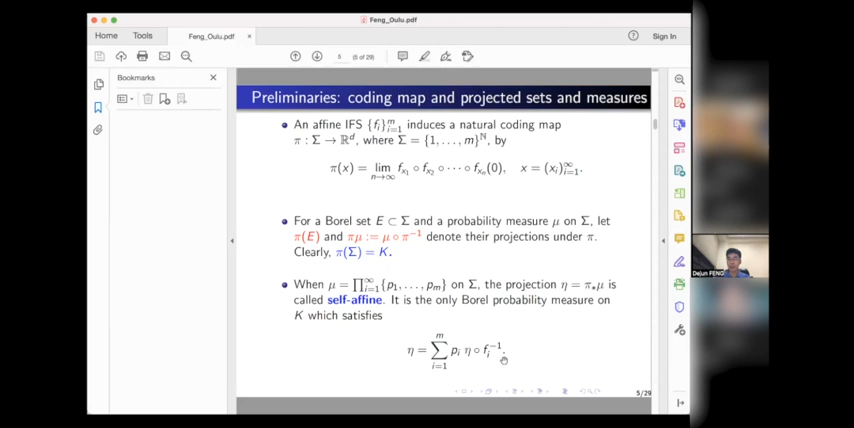 Feng_Oulu.pdf
Home Tools Feng_Oulu.pdf × Sign In
5 (6 of 29)
Bookmarks ×
Preliminaries: coding map and projected sets and measures
An affine IFS {f_i}_{i=1}^m induces a natural coding map
π : Σ → ℝ^d, where Σ = {1, . . . , m}^ℕ, by
π(x) = lim_{n→∞} f_{x_1} ∘ f_{x_2} ∘ · · · ∘ f_{x_n}(0), x = (x_i)_{i=1}^∞.
For a Borel set E ⊂ Σ and a probability measure μ on Σ, let
π(E) and πμ := μ ∘ π^{−1} denote their projections under π.
Clearly, π(Σ) = K.
When μ = ∏_{i=1}^∞{p_1, . . . , p_m} on Σ, the projection η = π_*μ is
called self-affine. It is the only Borel probability measure on
K which satisfies
η = ∑_{i=1}^m p_i η ∘ f_i^{−1}.
5/29
Dejun FENG